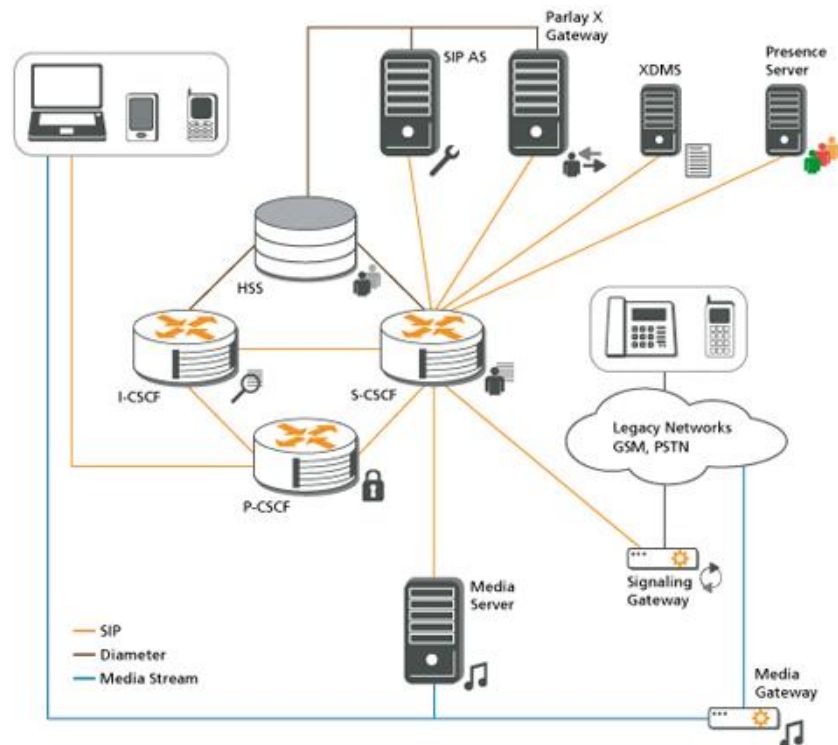 Parlay X
Gateway
SIP AS
XDMS
Presence
Server
HSS
I-CSCF
S-CSCF
P-CSCF
Legacy Networks
GSM, PSTN
Signaling
Gateway
Media
Server
SIP
Diameter
Media Stream
Media
Gateway